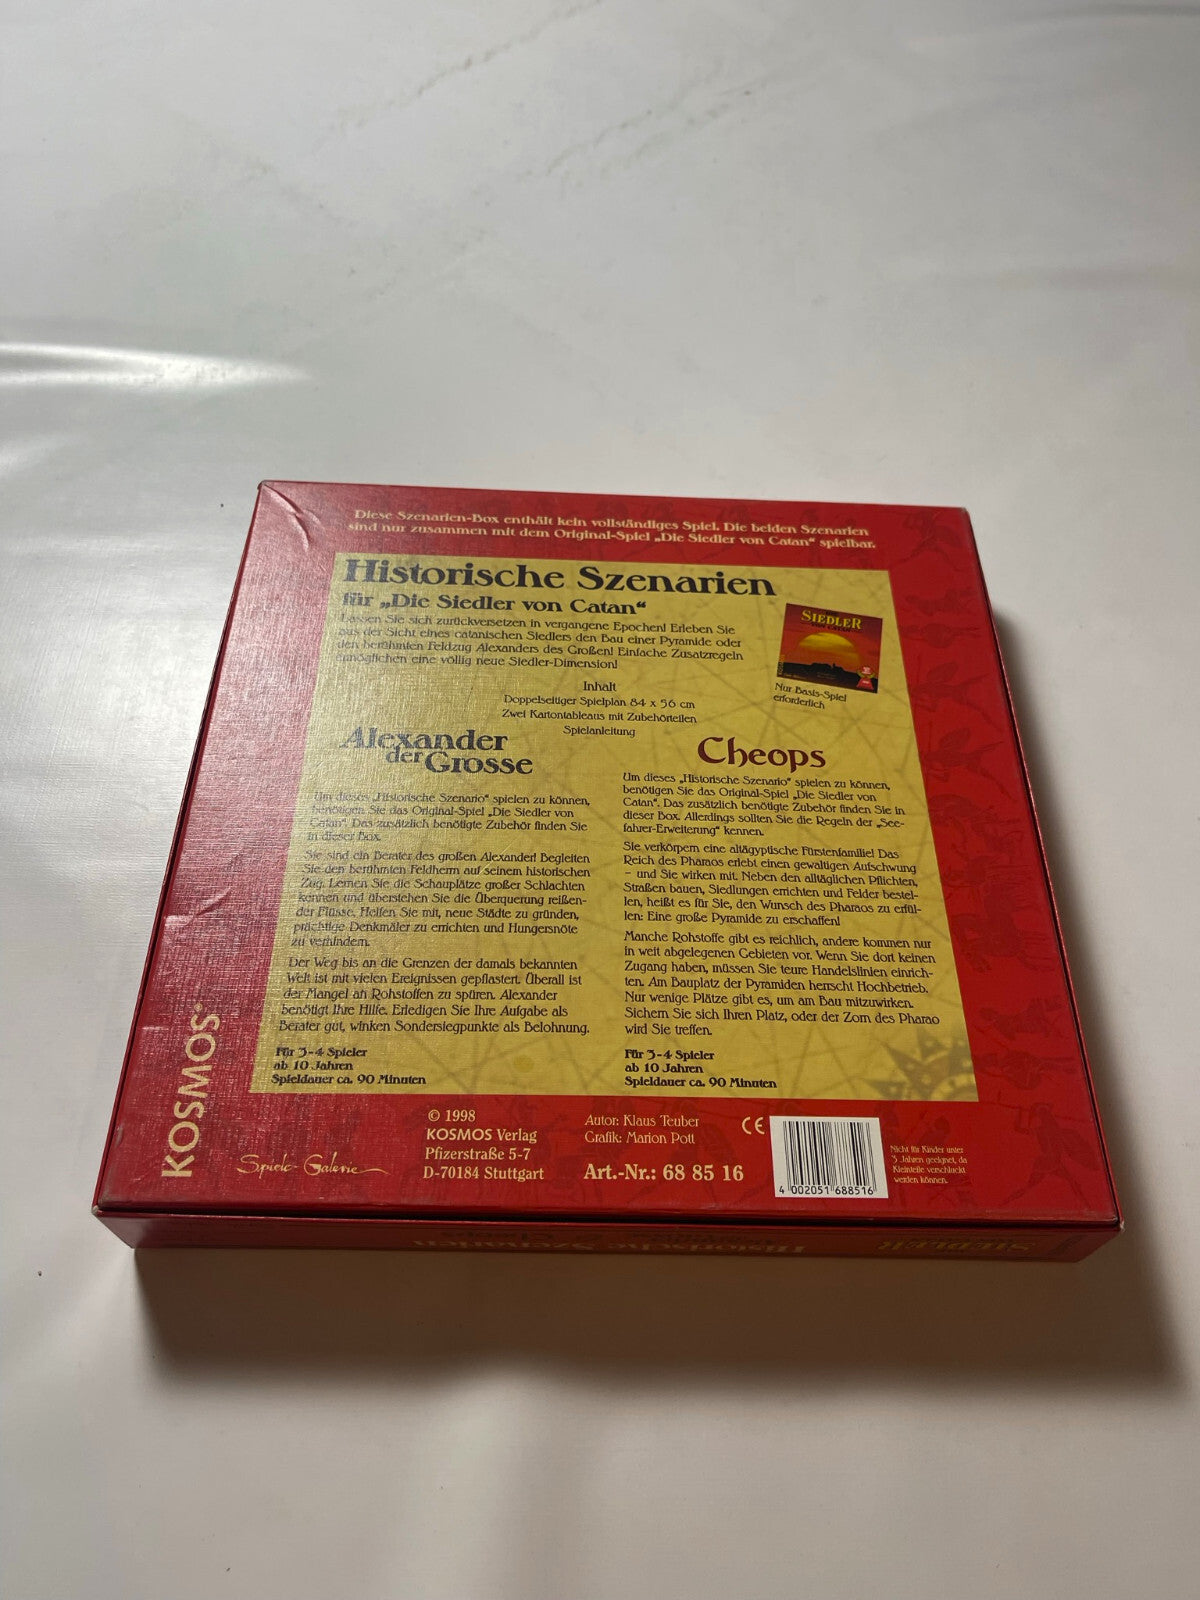 Diese Szenarien-Box enthält kein vollständiges Spiel. Die beiden Szenarien
sind nur zusammen mit dem Original-Spiel „Die Siedler von Catan“ spielbar.
Historische Szenarien
für „Die Siedler von Catan“
Lassen Sie sich zurückversetzen in vergangene Epochen! Erleben Sie
aus der Sicht eines catanischen Siedlers den Bau einer Pyramide oder
den berühmten Feldzug Alexanders des Großen! Einfache Zusatzregeln
ermöglichen eine völlig neue Siedler-Dimension!
SIEDLER
VON CATAN
Nur Basis-Spiel
erforderlich
Inhalt
Doppelseitiger Spielplan 84 x 56 cm
Zwei Kartontableaus mit Zubehörteilen
Spielanleitung
Alexander
der Grosse
Um dieses „Historische Szenario“ spielen zu können,
benötigen Sie das Original-Spiel „Die Siedler von
Catan“. Das zusätzlich benötigte Zubehör finden Sie
in dieser Box.
Sie sind ein Berater des großen Alexander! Begleiten
Sie den berühmten Feldherrn auf seinem historischen
Zug. Lernen Sie die Schauplätze großer Schlachten
kennen und überstehen Sie die Überquerung reißen-
der Flüsse. Helfen Sie mit, neue Städte zu gründen,
prächtige Denkmäler zu errichten und Hungersnöte
zu verhindern.
Der Weg bis an die Grenzen der damals bekannten
Welt ist mit vielen Ereignissen gepflastert. Überall ist
der Mangel an Rohstoffen zu spüren. Alexander
benötigt Ihre Hilfe. Erledigen Sie Ihre Aufgabe als
Berater gut, winken Sondersiegpunkte als Belohnung.
Für 3-4 Spieler
ab 10 Jahren
Spieldauer ca. 90 Minuten
Cheops
Um dieses „Historische Szenario“ spielen zu können,
benötigen Sie das Original-Spiel „Die Siedler von
Catan“. Das zusätzlich benötigte Zubehör finden Sie in
dieser Box. Allerdings sollten Sie die Regeln der „See-
fahrer-Erweiterung“ kennen.
Sie verkörpern eine altägyptische Fürstenfamilie! Das
Reich des Pharaos erlebt einen gewaltigen Aufschwung
– und Sie wirken mit. Neben den alltäglichen Pflichten,
Straßen bauen, Siedlungen errichten und Felder bestel-
len, heißt es für Sie, den Wunsch des Pharaos zu erfül-
len: Eine große Pyramide zu erschaffen!
Manche Rohstoffe gibt es reichlich, andere kommen nur
in weit abgelegenen Gebieten vor. Wenn Sie dort keinen
Zugang haben, müssen Sie teure Handelslinien einrich-
ten. Am Bauplatz der Pyramiden herrscht Hochbetrieb.
Nur wenige Plätze gibt es, um am Bau mitzuwirken.
Sichern Sie sich Ihren Platz, oder der Zorn des Pharao
wird Sie treffen.
Für 3-4 Spieler
ab 10 Jahren
Spieldauer ca. 90 Minuten
KOSMOS®
Spiele-Galerie
© 1998
KOSMOS Verlag
Pfizerstraße 5-7
D-70184 Stuttgart
Autor: Klaus Teuber
Grafik: Marion Pott
Art.-Nr.: 68 85 16
CE
4 002051 688516
Nicht für Kinder unter
3 Jahren geeignet, da
Kleinteile verschluckt
werden können.
Historische Szenarien
Cheops
SIEDLER